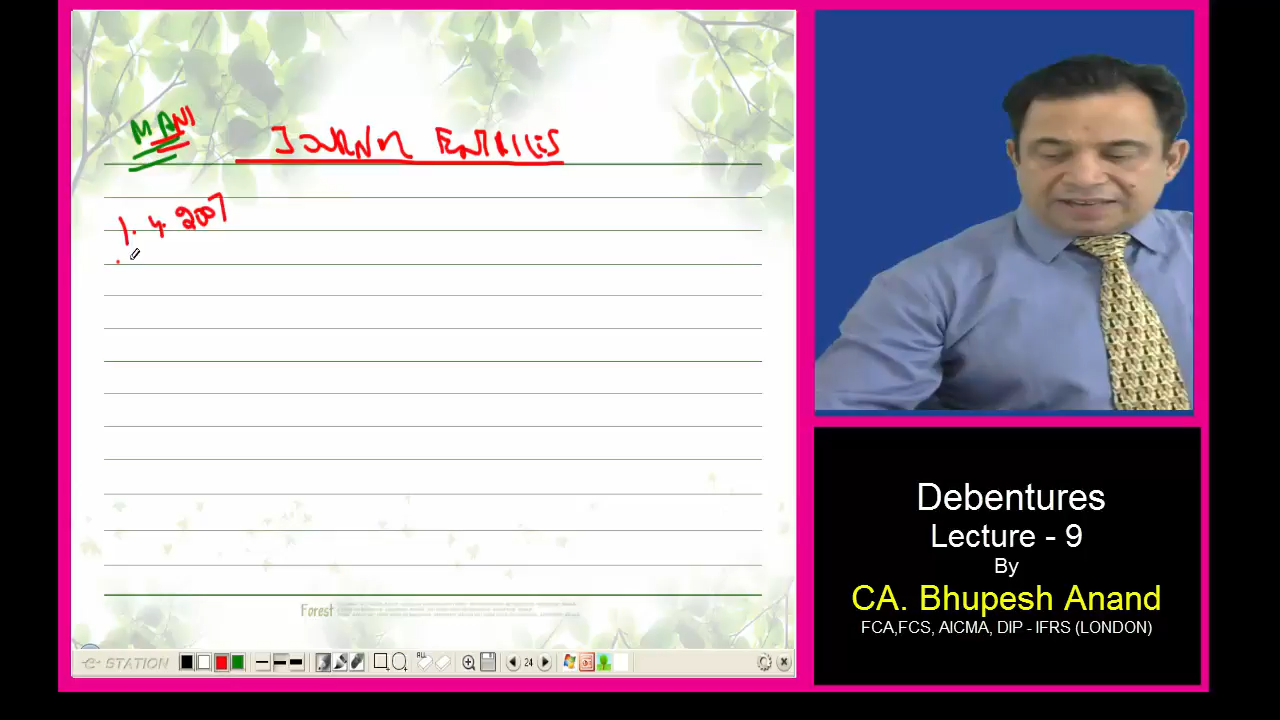 MANI
JOURNAL ENTRIES
1.4.2007
Forest
e-STATION
ALL
24
Debentures
Lecture - 9
By
CA. Bhupesh Anand
FCA,FCS, AICMA, DIP - IFRS (LONDON)